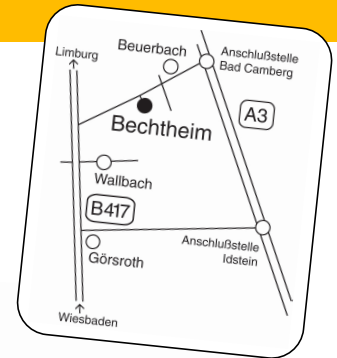 Limburg
Beuerbach
Anschlußstelle
Bad Camberg
A3
Bechtheim
Wallbach
B417
Anschlußstelle
Idstein
Görsroth
Wiesbaden